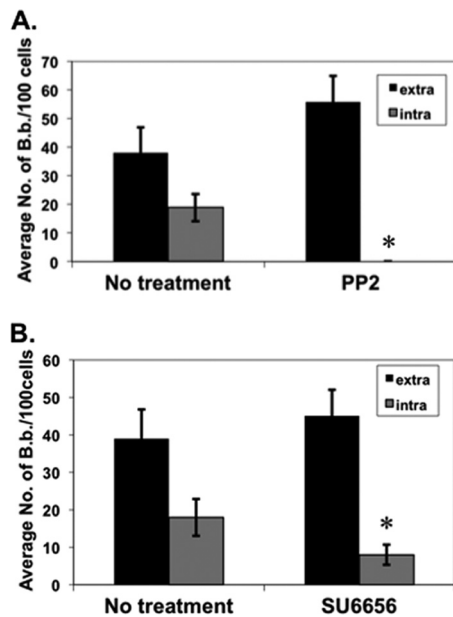 A.
Average No. of B.b./100 cells
70
60
50
40
30
20
10
0
extra
intra
*
No treatment PP2
B.
Average No. of B.b./100cells
60
50
40
30
20
10
0
extra
intra
*
No treatment SU6656